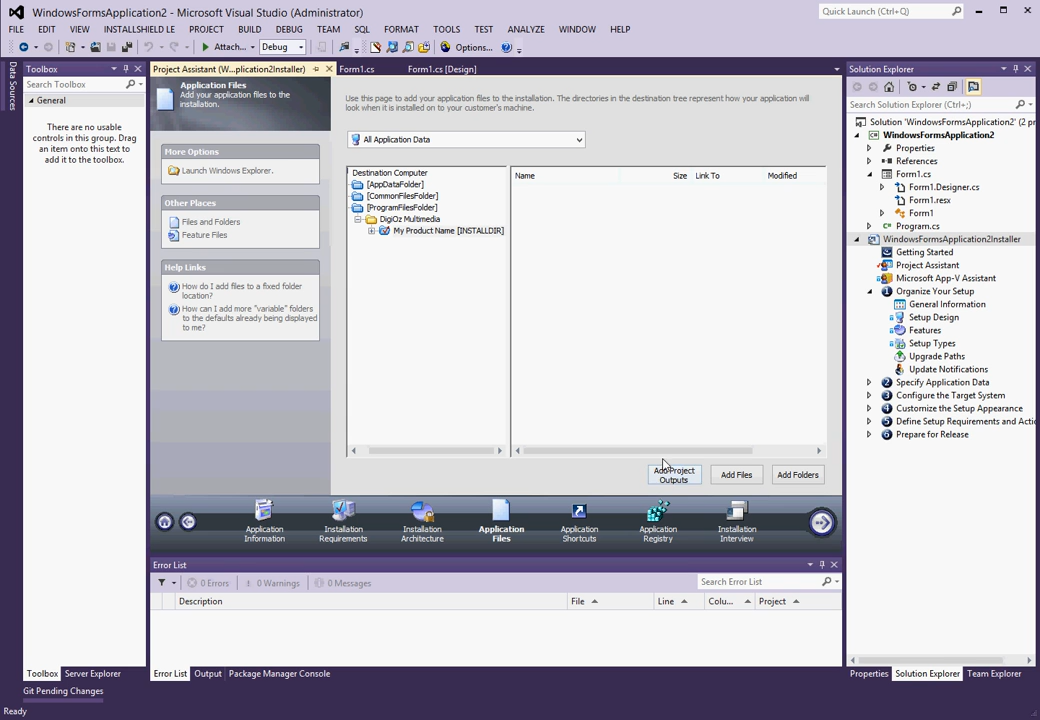 WindowsFormsApplication2 - Microsoft Visual Studio (Administrator)
Quick Launch (Ctrl+Q)
FILE EDIT VIEW INSTALLSHIELD LE PROJECT BUILD DEBUG TEAM SQL FORMAT TOOLS TEST ANALYZE WINDOW HELP
Attach... Debug Options...
Data Sources
Toolbox
Search Toolbox
General
There are no usable
controls in this group. Drag
an item onto this text to
add it to the toolbox.
Project Assistant (W...plication2Installer) Form1.cs Form1.cs [Design]
Application Files
Add your application files to the
installation.
More Options
Launch Windows Explorer.
Other Places
Files and Folders
Feature Files
Help Links
How do I add files to a fixed folder
location?
How can I add more "variable" folders
to the defaults already being displayed
to me?
Use this page to add your application files to the installation. The directories in the destination tree represent how your application will
look when it is installed on to your customer's machine.
All Application Data
Destination Computer
[AppDataFolder]
[CommonFilesFolder]
[ProgramFilesFolder]
DigiOz Multimedia
My Product Name [INSTALLDIR]
Name Size Link To Modified
Add Project
Outputs
Add Files
Add Folders
Application
Information
Installation
Requirements
Installation
Architecture
Application
Files
Application
Shortcuts
Application
Registry
Installation
Interview
Error List
0 Errors 0 Warnings 0 Messages
Search Error List
Description File Line Colu... Project
Toolbox Server Explorer
Error List Output Package Manager Console
Git Pending Changes
Ready
Solution Explorer
Search Solution Explorer (Ctrl+;)
Solution 'WindowsFormsApplication2' (2 pr
WindowsFormsApplication2
Properties
References
Form1.cs
Form1.Designer.cs
Form1.resx
Form1
Program.cs
WindowsFormsApplication2Installer
Getting Started
Project Assistant
Microsoft App-V Assistant
1 Organize Your Setup
General Information
Setup Design
Features
Setup Types
Upgrade Paths
Update Notifications
2 Specify Application Data
3 Configure the Target System
4 Customize the Setup Appearance
5 Define Setup Requirements and Actio
6 Prepare for Release
Properties Solution Explorer Team Explorer